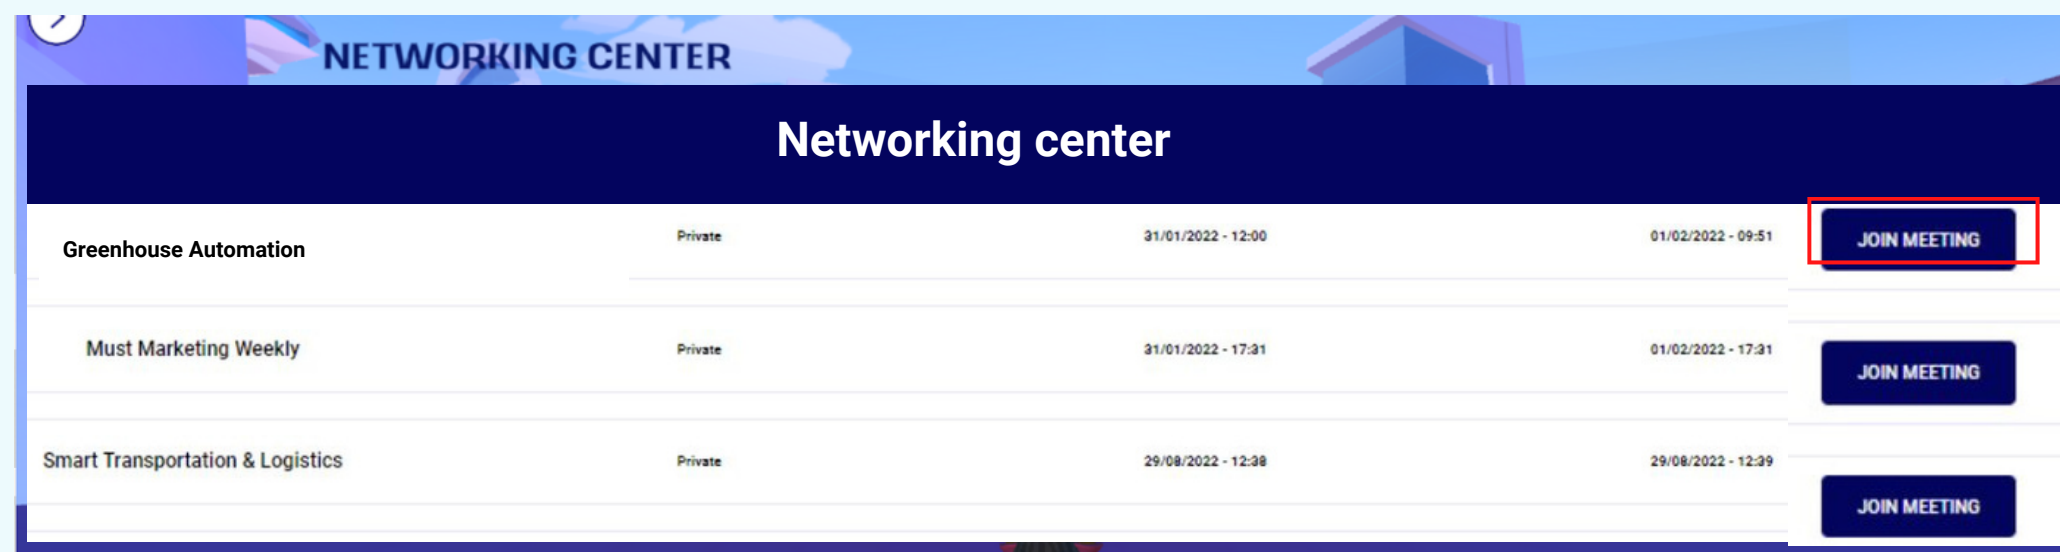 NETWORKING CENTER
Networking center
Greenhouse Automation Private 31/01/2022 - 12:00 01/02/2022 - 09:51 JOIN MEETING
Must Marketing Weekly Private 31/01/2022 - 17:31 01/02/2022 - 17:31 JOIN MEETING
Smart Transportation & Logistics Private 29/08/2022 - 12:38 29/08/2022 - 12:39 JOIN MEETING